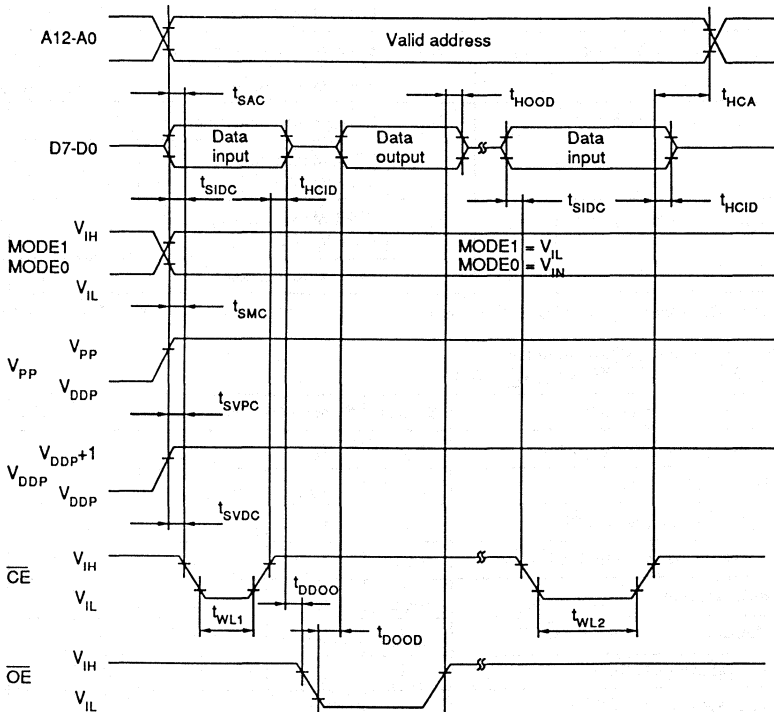 A12-A0
Valid address
tSAC
tHOOD
tHCA
D7-D0
Data input
Data output
Data input
tSIDC
tHCID
tSIDC
tHCID
VIH
MODE1
MODE0
VIL
MODE1 = VIL
MODE0 = VIN
tSMC
VPP
VPP
VDDP
tSVPC
VDDP+1
VDDP
VDDP
tSVDC
CE
VIH
VIL
tWL1
tDDOO
tDOOD
tWL2
OE
VIH
VIL